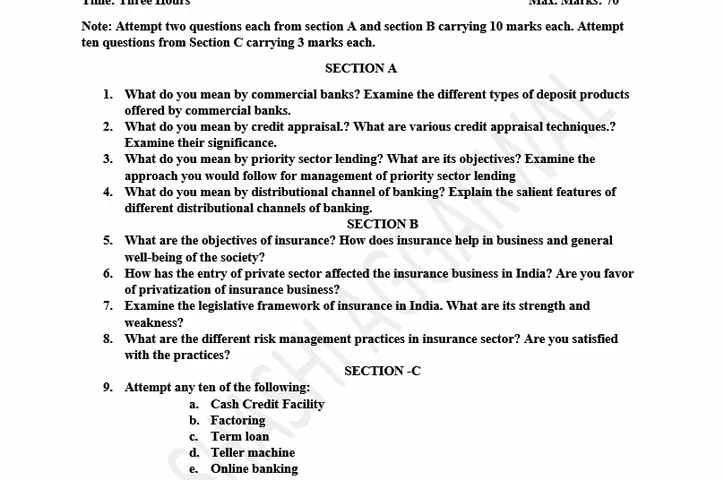 Time: Three Hours Max. Marks: 70
Note: Attempt two questions each from section A and section B carrying 10 marks each. Attempt
ten questions from Section C carrying 3 marks each.
SECTION A
1. What do you mean by commercial banks? Examine the different types of deposit products
offered by commercial banks.
2. What do you mean by credit appraisal.? What are various credit appraisal techniques.?
Examine their significance.
3. What do you mean by priority sector lending? What are its objectives? Examine the
approach you would follow for management of priority sector lending
4. What do you mean by distributional channel of banking? Explain the salient features of
different distributional channels of banking.
SECTION B
5. What are the objectives of insurance? How does insurance help in business and general
well-being of the society?
6. How has the entry of private sector affected the insurance business in India? Are you favor
of privatization of insurance business?
7. Examine the legislative framework of insurance in India. What are its strength and
weakness?
8. What are the different risk management practices in insurance sector? Are you satisfied
with the practices?
SECTION -C
9. Attempt any ten of the following:
a. Cash Credit Facility
b. Factoring
c. Term loan
d. Teller machine
e. Online banking
SHASHI AGGARWAL